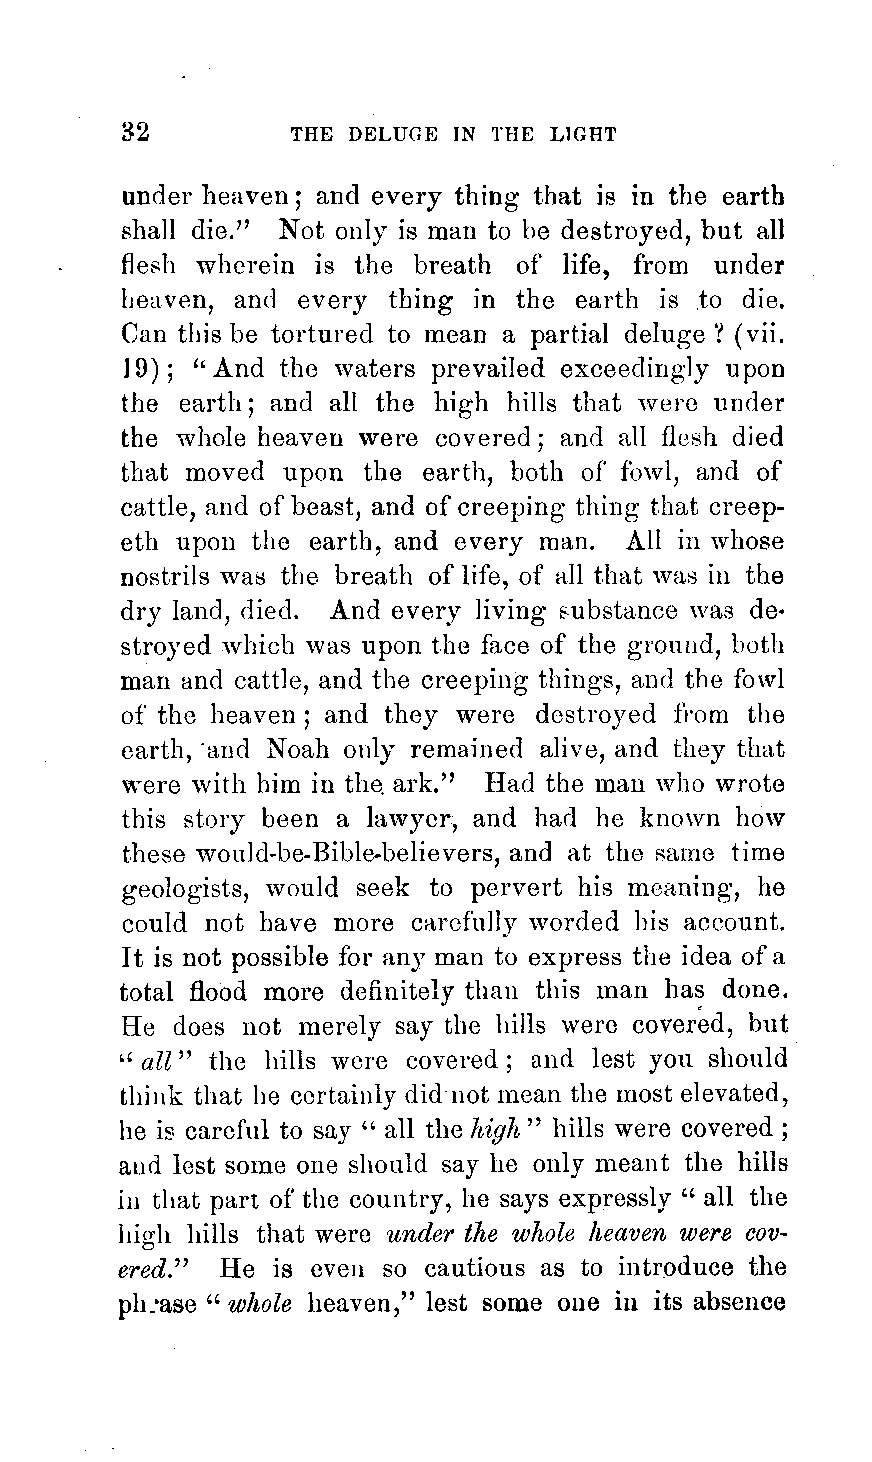 32 THE DELUGE IN THE LIGHT
under heaven; and every thing that is in the earth
shall die." Not only is man to be destroyed, but all
flesh wherein is the breath of life, from under
heaven, and every thing in the earth is to die.
Can this be tortured to mean a partial deluge? (vii.
19); "And the waters prevailed exceedingly upon
the earth; and all the high hills that were under
the whole heaven were covered; and all flesh died
that moved upon the earth, both of fowl, and of
cattle, and of beast, and of creeping thing that creep-
eth upon the earth, and every man. All in whose
nostrils was the breath of life, of all that was in the
dry land, died. And every living substance was de-
stroyed which was upon the face of the ground, both
man and cattle, and the creeping things, and the fowl
of the heaven; and they were destroyed from the
earth, and Noah only remained alive, and they that
were with him in the ark." Had the man who wrote
this story been a lawyer, and had he known how
these would-be-Bible-believers, and at the same time
geologists, would seek to pervert his meaning, he
could not have more carefully worded his account.
It is not possible for any man to express the idea of a
total flood more definitely than this man has done.
He does not merely say the hills were covered, but
"all" the hills were covered; and lest you should
think that he certainly did not mean the most elevated,
he is careful to say "all the high" hills were covered;
and lest some one should say he only meant the hills
in that part of the country, he says expressly "all the
high hills that were under the whole heaven were cov-
ered." He is even so cautious as to introduce the
phrase "whole heaven," lest some one in its absence